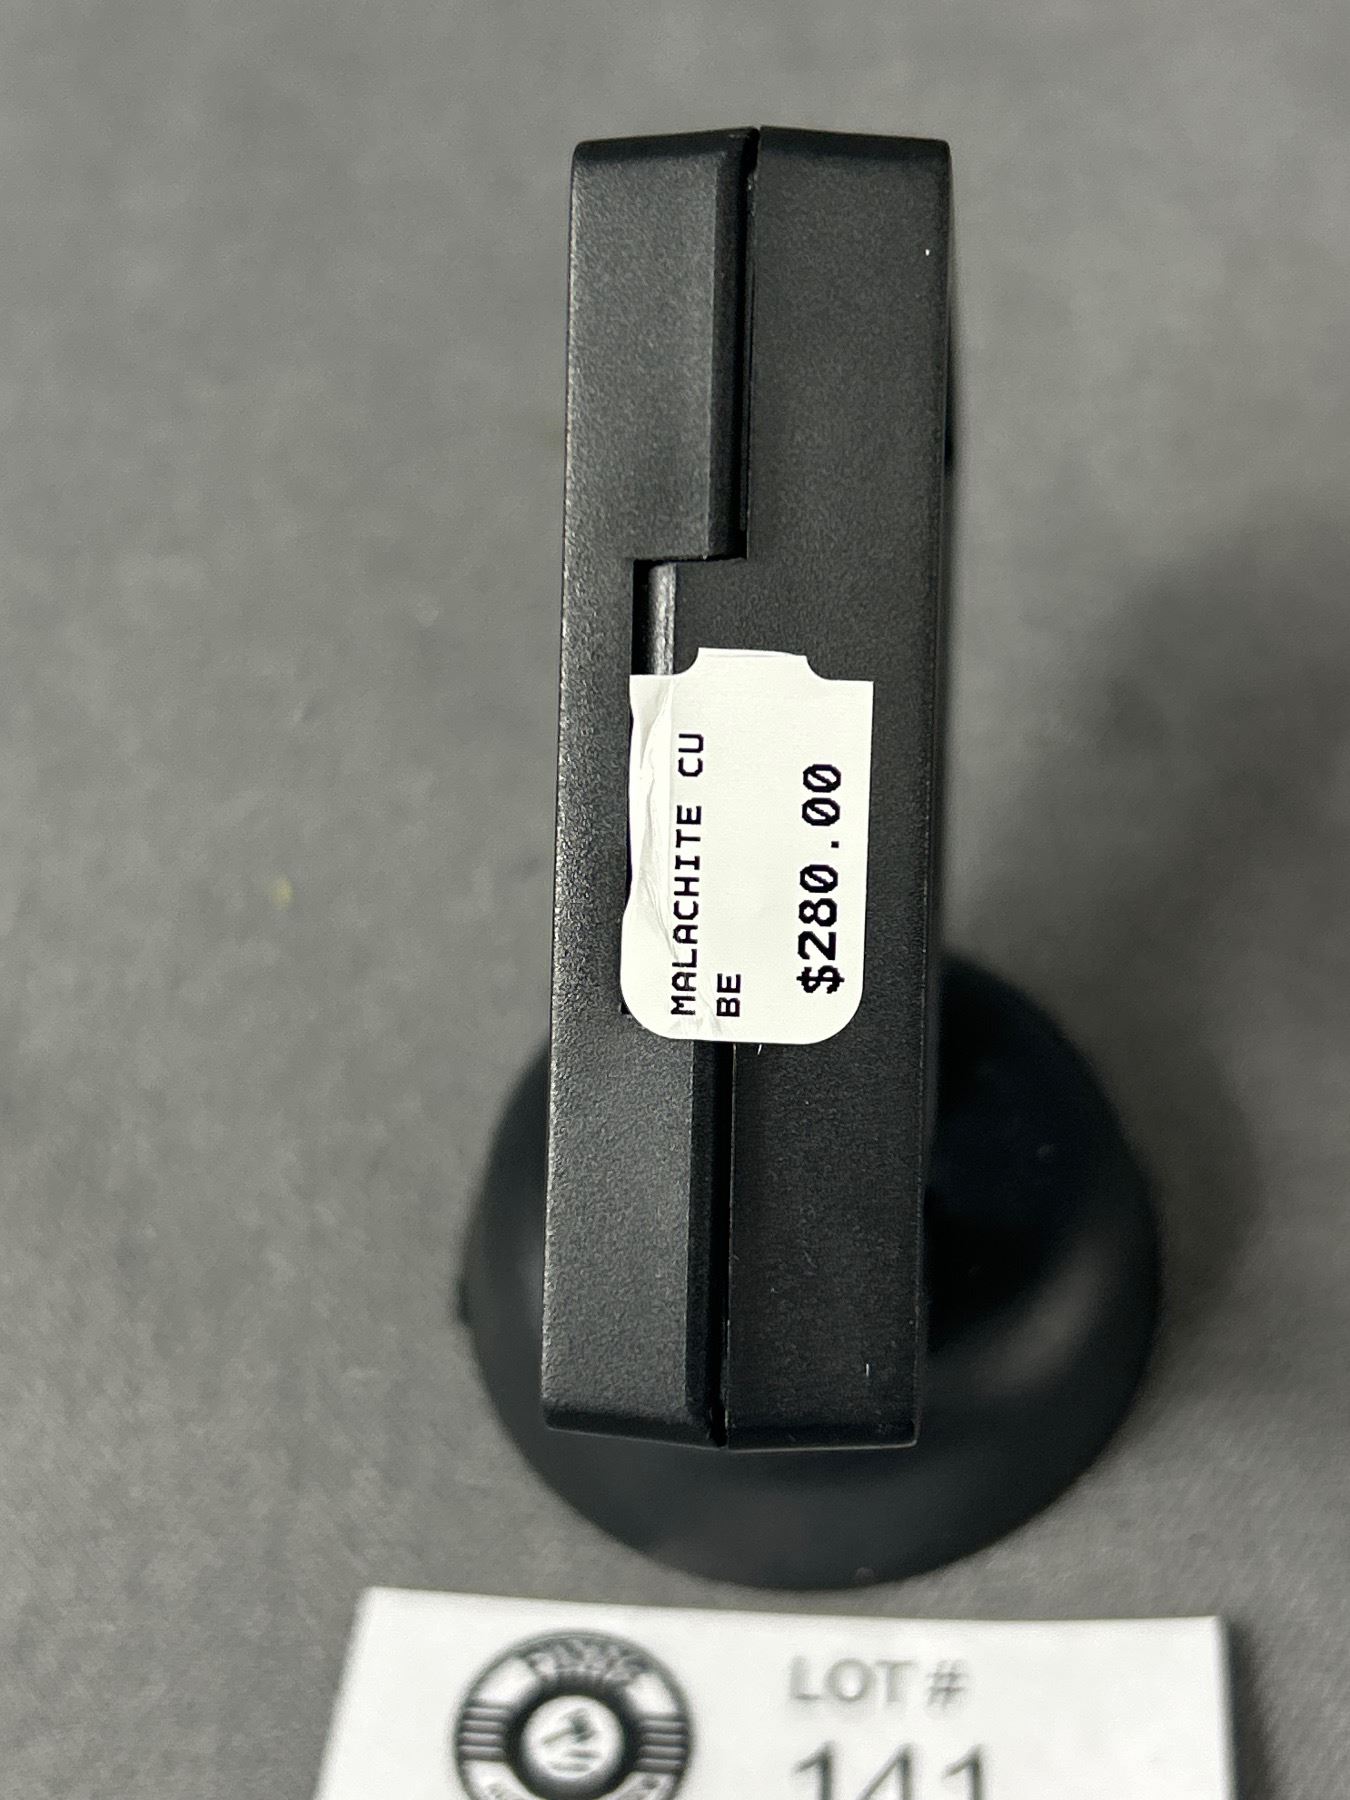 MALACHITE CU
BE
$280.00
LOT #
141